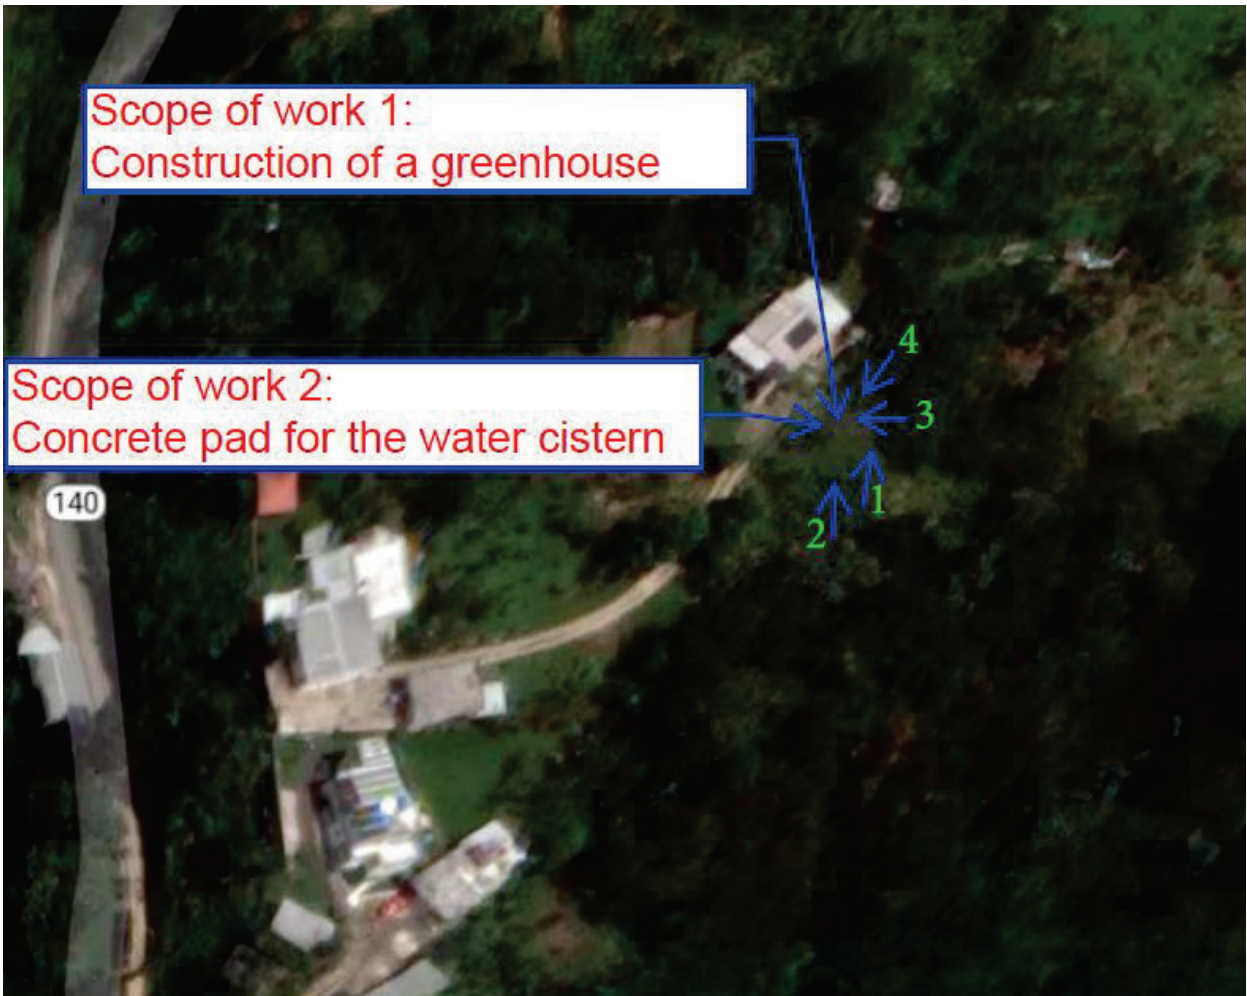 Scope of work 1:
Construction of a greenhouse
4
Scope of work 2:
3
Concrete pad for the water cistern
140
1
2